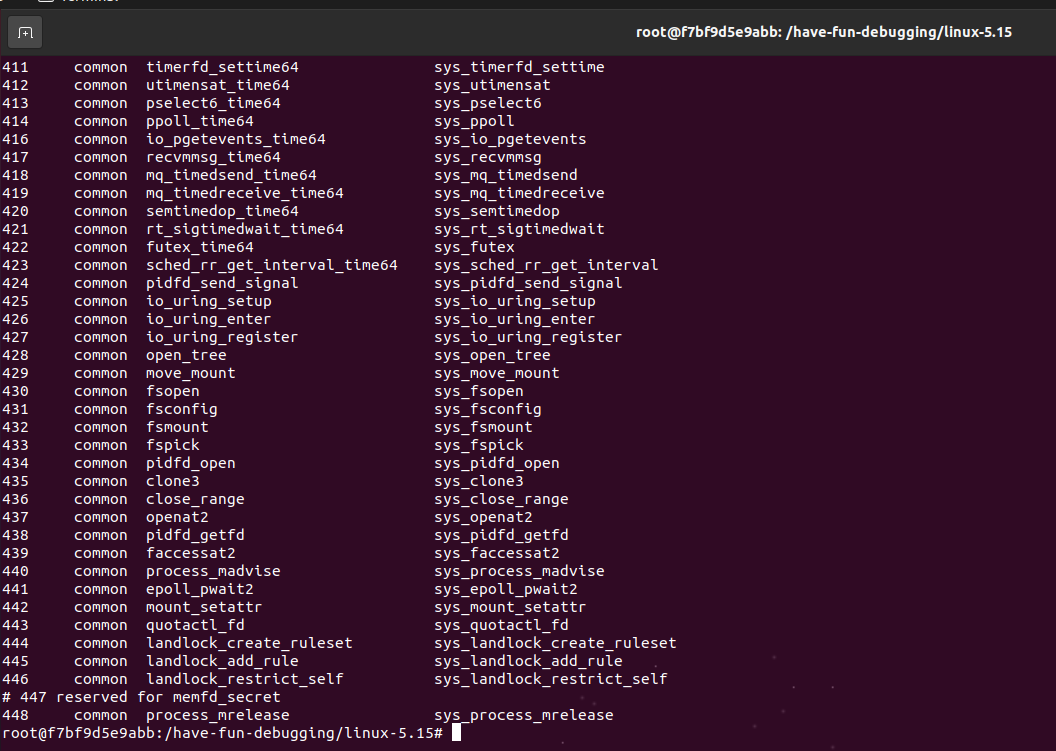 root@f7bf9d5e9abb: /have-fun-debugging/linux-5.15
411 common timerfd_settime64 sys_timerfd_settime
412 common utimensat_time64 sys_utimensat
413 common pselect6_time64 sys_pselect6
414 common ppoll_time64 sys_ppoll
416 common io_pgetevents_time64 sys_io_pgetevents
417 common recvmmsg_time64 sys_recvmmsg
418 common mq_timedsend_time64 sys_mq_timedsend
419 common mq_timedreceive_time64 sys_mq_timedreceive
420 common semtimedop_time64 sys_semtimedop
421 common rt_sigtimedwait_time64 sys_rt_sigtimedwait
422 common futex_time64 sys_futex
423 common sched_rr_get_interval_time64 sys_sched_rr_get_interval
424 common pidfd_send_signal sys_pidfd_send_signal
425 common io_uring_setup sys_io_uring_setup
426 common io_uring_enter sys_io_uring_enter
427 common io_uring_register sys_io_uring_register
428 common open_tree sys_open_tree
429 common move_mount sys_move_mount
430 common fsopen sys_fsopen
431 common fsconfig sys_fsconfig
432 common fsmount sys_fsmount
433 common fspick sys_fspick
434 common pidfd_open sys_pidfd_open
435 common clone3 sys_clone3
436 common close_range sys_close_range
437 common openat2 sys_openat2
438 common pidfd_getfd sys_pidfd_getfd
439 common faccessat2 sys_faccessat2
440 common process_madvise sys_process_madvise
441 common epoll_pwait2 sys_epoll_pwait2
442 common mount_setattr sys_mount_setattr
443 common quotactl_fd sys_quotactl_fd
444 common landlock_create_ruleset sys_landlock_create_ruleset
445 common landlock_add_rule sys_landlock_add_rule
446 common landlock_restrict_self sys_landlock_restrict_self
# 447 reserved for memfd_secret
448 common process_mrelease sys_process_mrelease
root@f7bf9d5e9abb:/have-fun-debugging/linux-5.15#